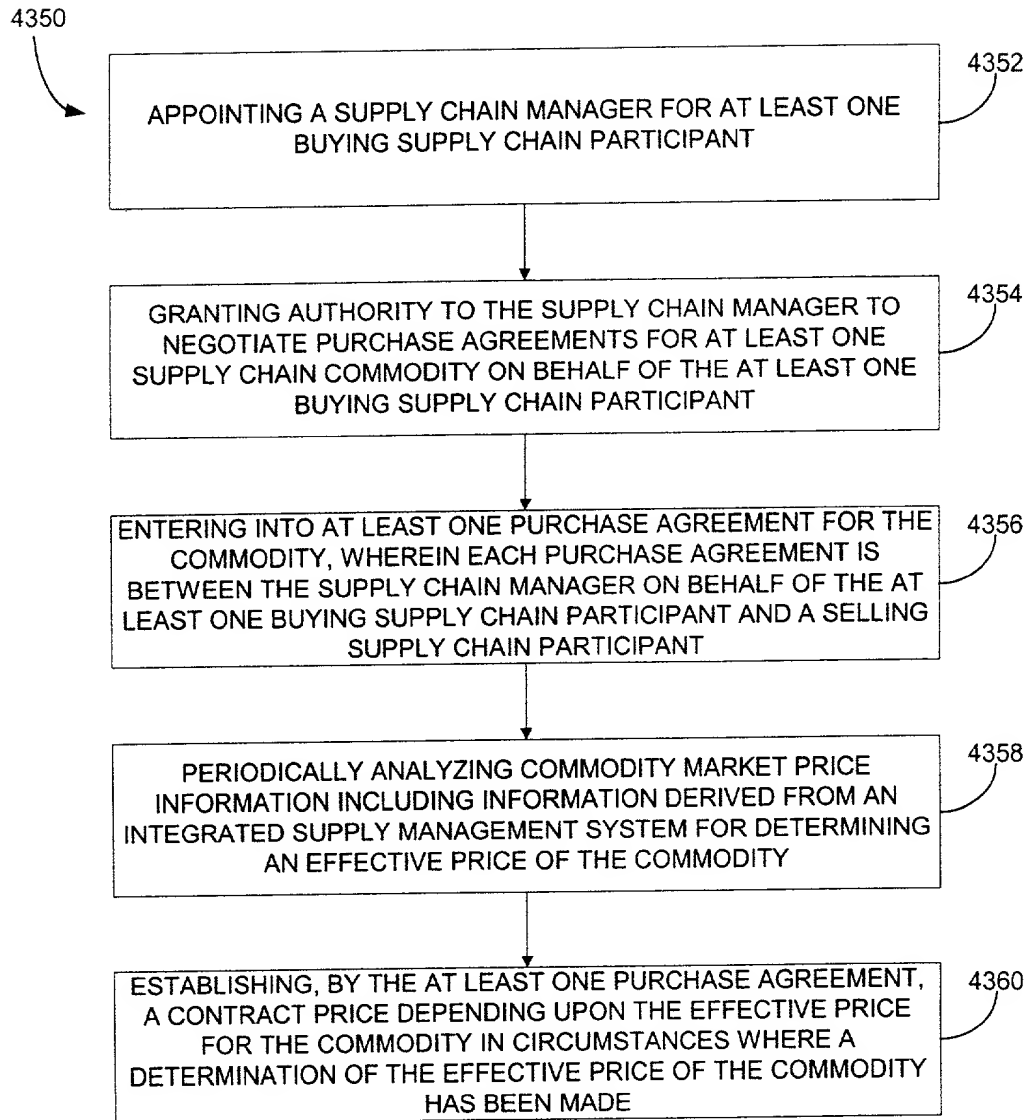 4350
4352
APPOINTING A SUPPLY CHAIN MANAGER FOR AT LEAST ONE
BUYING SUPPLY CHAIN PARTICIPANT
4354
GRANTING AUTHORITY TO THE SUPPLY CHAIN MANAGER TO
NEGOTIATE PURCHASE AGREEMENTS FOR AT LEAST ONE
SUPPLY CHAIN COMMODITY ON BEHALF OF THE AT LEAST ONE
BUYING SUPPLY CHAIN PARTICIPANT
4356
ENTERING INTO AT LEAST ONE PURCHASE AGREEMENT FOR THE
COMMODITY, WHEREIN EACH PURCHASE AGREEMENT IS
BETWEEN THE SUPPLY CHAIN MANAGER ON BEHALF OF THE AT
LEAST ONE BUYING SUPPLY CHAIN PARTICIPANT AND A SELLING
SUPPLY CHAIN PARTICIPANT
4358
PERIODICALLY ANALYZING COMMODITY MARKET PRICE
INFORMATION INCLUDING INFORMATION DERIVED FROM AN
INTEGRATED SUPPLY MANAGEMENT SYSTEM FOR DETERMINING
AN EFFECTIVE PRICE OF THE COMMODITY
4360
ESTABLISHING, BY THE AT LEAST ONE PURCHASE AGREEMENT,
A CONTRACT PRICE DEPENDING UPON THE EFFECTIVE PRICE
FOR THE COMMODITY IN CIRCUMSTANCES WHERE A
DETERMINATION OF THE EFFECTIVE PRICE OF THE COMMODITY
HAS BEEN MADE